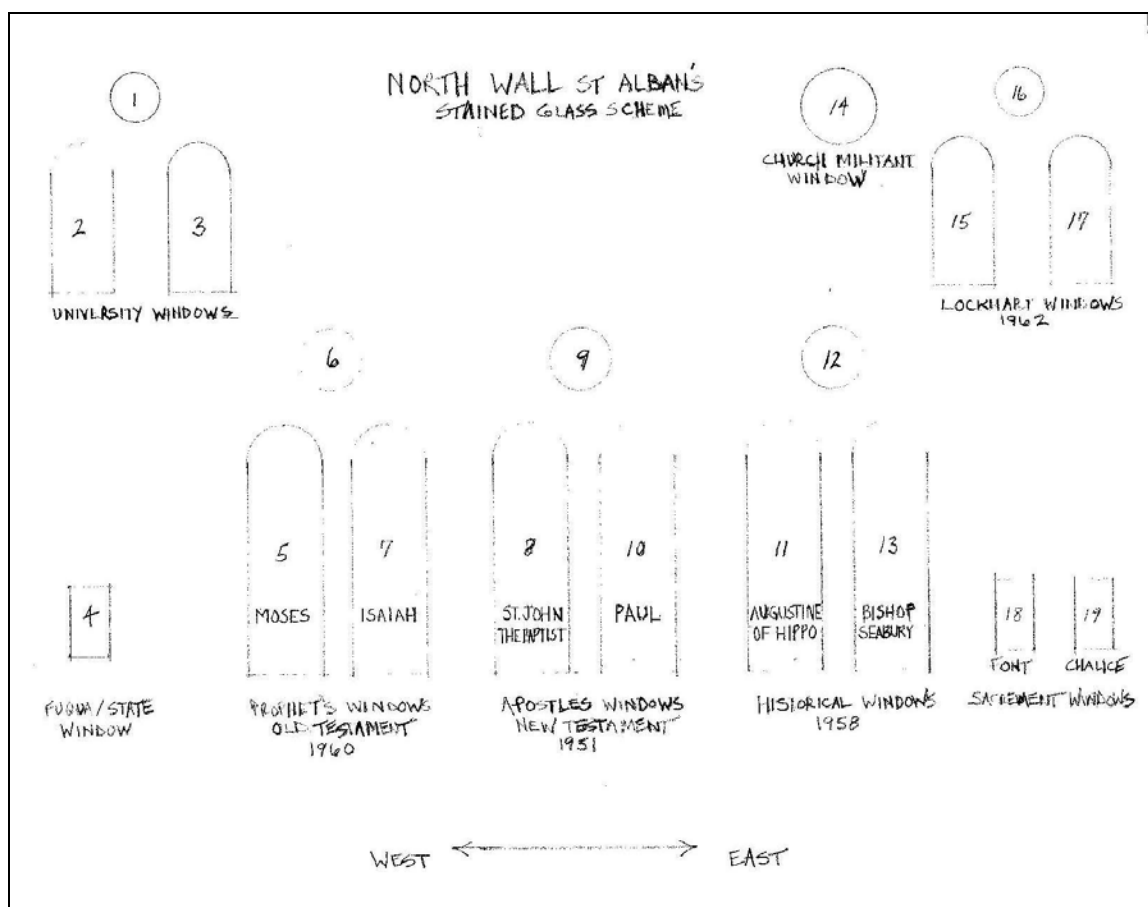 NORTH WALL ST ALBAN'S
STAINED GLASS SCHEME
1
14
16
CHURCH MILITANT
WINDOW
2
3
15
17
UNIVERSITY WINDOWS
LOCKHART WINDOWS
1962
6
9
12
5
7
8
10
11
13
MOSES
ISAIAH
ST. JOHN
THE BAPTIST
PAUL
AUGUSTINE
OF HIPPO
BISHOP
SEABURY
4
18
19
FONT
CHALICE
FUQUA/STATE
WINDOW
PROPHET'S WINDOWS
OLD TESTAMENT
1960
APOSTLES WINDOWS
NEW TESTAMENT
1951
HISTORICAL WINDOWS
1958
SACREMENT WINDOWS
WEST
EAST